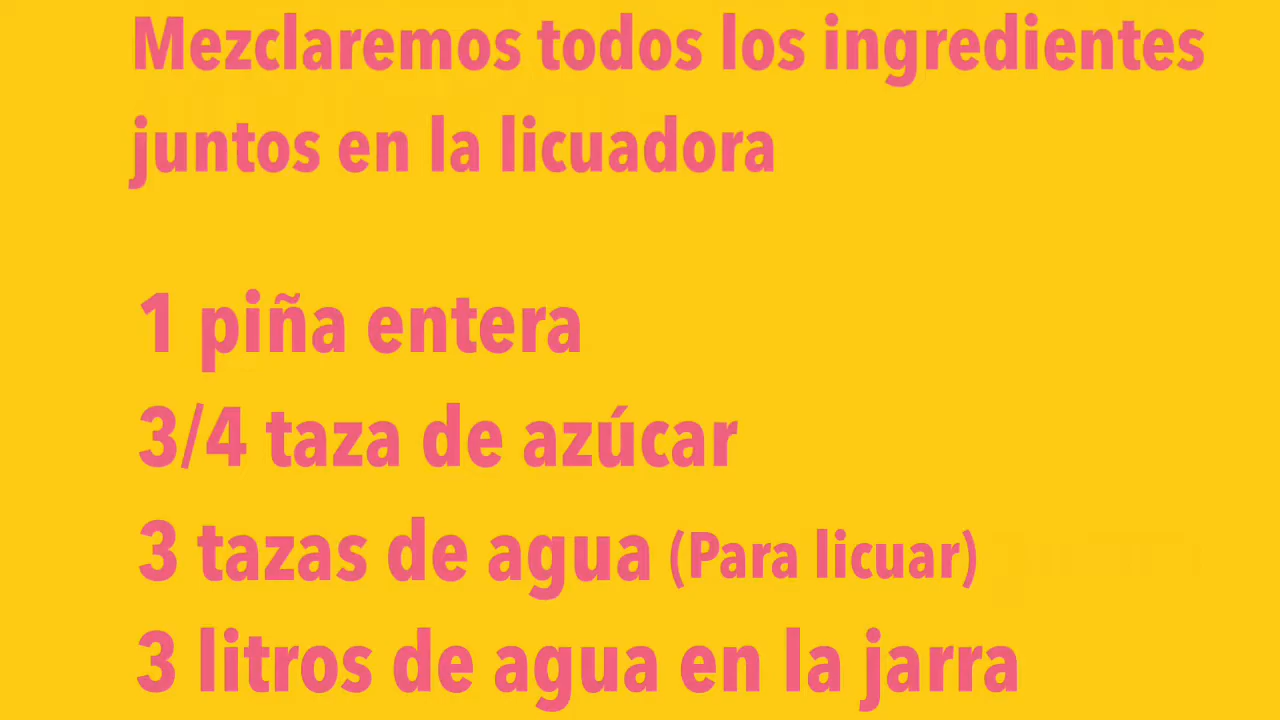 Mezclaremos todos los ingredientes
juntos en la licuadora
1 piña entera
3/4 taza de azúcar
3 tazas de agua (Para licuar)
3 litros de agua en la jarra